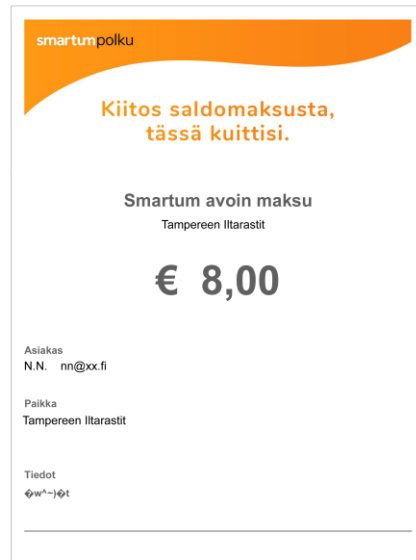 smartumpolku
Kiitos saldomaksusta,
tässä kuittisi.
Smartum avoin maksu
Tampereen Iltarastit
€ 8,00
Asiakas
N.N. nn@xx.fi
Paikka
Tampereen Iltarastit
Tiedot
�w^~)�t